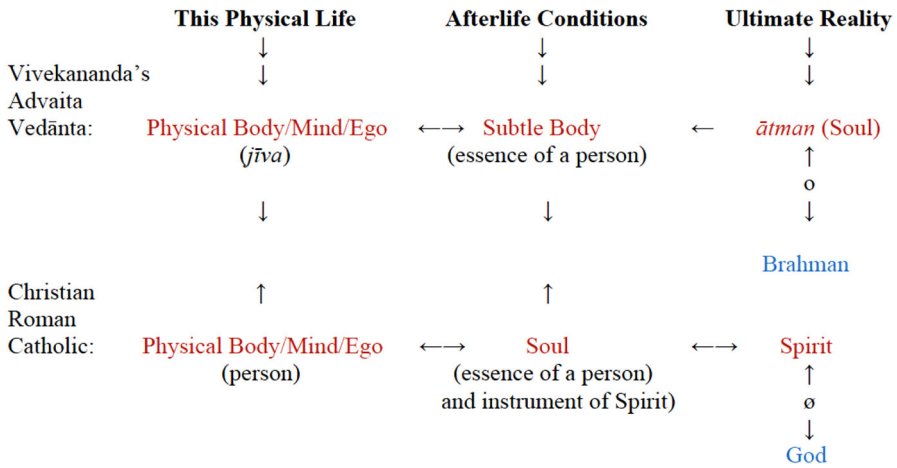 This Physical Life Afterlife Conditions Ultimate Reality
↓ ↓ ↓
Vivekananda’s ↓ ↓ ↓
Advaita
Vedānta: Physical Body/Mind/Ego ←→ Subtle Body ← ātman (Soul)
(jīva) (essence of a person) ↑
o
↓ ↓ ↓
Brahman
Christian ↑ ↑
Roman
Catholic: Physical Body/Mind/Ego ←→ Soul ←→ Spirit
(person) (essence of a person) ↑
and instrument of Spirit) ø
↓
God